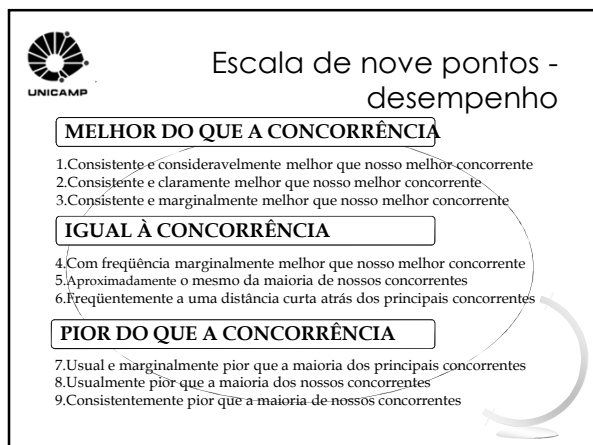 UNICAMP
Escala de nove pontos -
desempenho
MELHOR DO QUE A CONCORRÊNCIA
1.Consistente e consideravelmente melhor que nosso melhor concorrente
2.Consistente e claramente melhor que nosso melhor concorrente
3.Consistente e marginalmente melhor que nosso melhor concorrente
IGUAL À CONCORRÊNCIA
4.Com freqüência marginalmente melhor que nosso melhor concorrente
5.Aproximadamente o mesmo da maioria de nossos concorrentes
6.Freqüentemente a uma distância curta atrás dos principais concorrentes
PIOR DO QUE A CONCORRÊNCIA
7.Usual e marginalmente pior que a maioria dos principais concorrentes
8.Usualmente pior que a maioria dos nossos concorrentes
9.Consistentemente pior que a maioria de nossos concorrentes